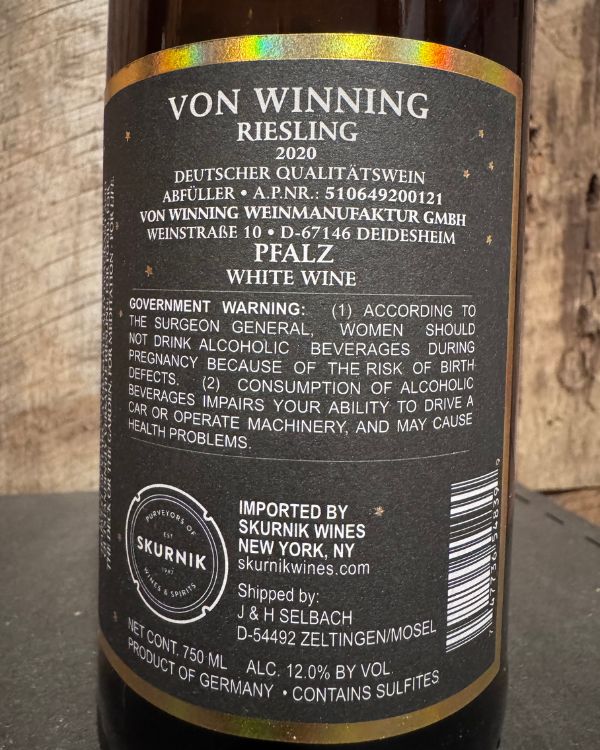 VON WINNING
RIESLING
2020
DEUTSCHER QUALITÄTSWEIN
ABFÜLLER • A.P.NR.: 510649200121
VON WINNING WEINMANUFAKTUR GMBH
WEINSTRAßE 10 • D-67146 DEIDESHEIM
PFALZ
WHITE WINE
GOVERNMENT WARNING: (1) ACCORDING TO
THE SURGEON GENERAL, WOMEN SHOULD
NOT DRINK ALCOHOLIC BEVERAGES DURING
PREGNANCY BECAUSE OF THE RISK OF BIRTH
DEFECTS. (2) CONSUMPTION OF ALCOHOLIC
BEVERAGES IMPAIRS YOUR ABILITY TO DRIVE A
CAR OR OPERATE MACHINERY, AND MAY CAUSE
HEALTH PROBLEMS.
PURVEYORS OF
EST
SKURNIK
1987
WINES & SPIRITS
IMPORTED BY
SKURNIK WINES
NEW YORK, NY
skurnikwines.com
Shipped by:
J & H SELBACH
D-54492 ZELTINGEN/MOSEL
NET CONT. 750 ML ALC. 12.0% BY VOL.
PRODUCT OF GERMANY • CONTAINS SULFITES
7 47736 54839 9